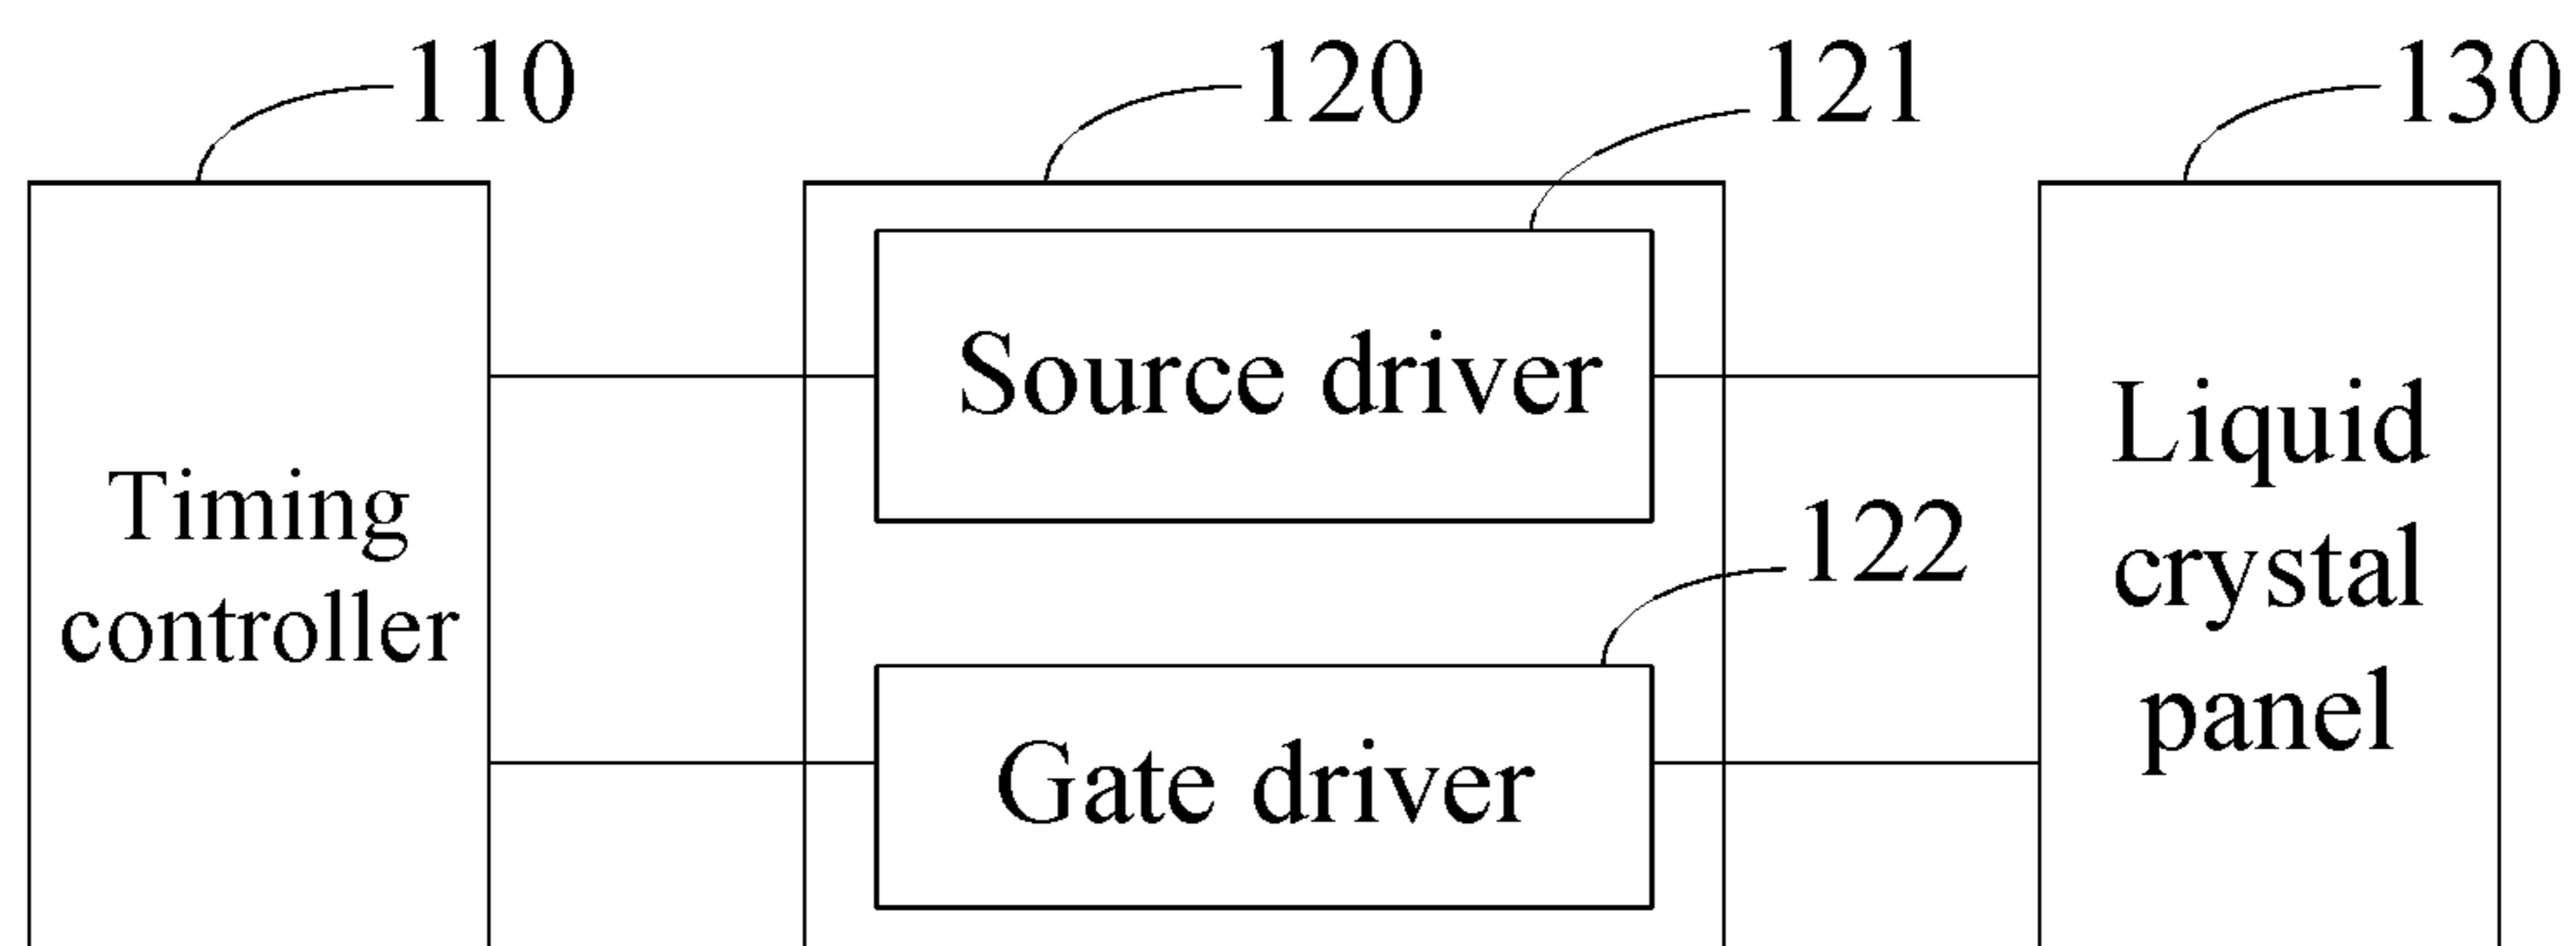 110
120
121
130
Source driver
Liquid
crystal
panel
Timing
controller
122
Gate driver